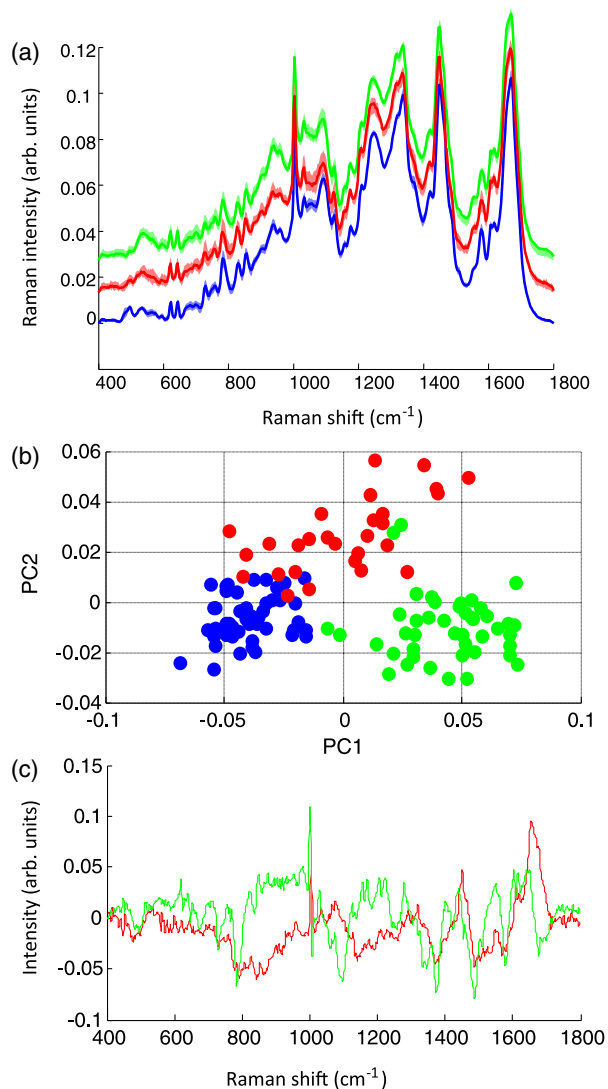 (a)
Raman intensity (arb. units)
0.12
0.1
0.08
0.06
0.04
0.02
0
400 600 800 1000 1200 1400 1600 1800
Raman shift (cm⁻¹)
(b)
PC2
0.06
0.04
0.02
0
-0.02
-0.04
-0.1 -0.05 0 0.05 0.1
PC1
(c)
Intensity (arb. units)
0.15
0.1
0.05
0
-0.05
-0.1
400 600 800 1000 1200 1400 1600 1800
Raman shift (cm⁻¹)